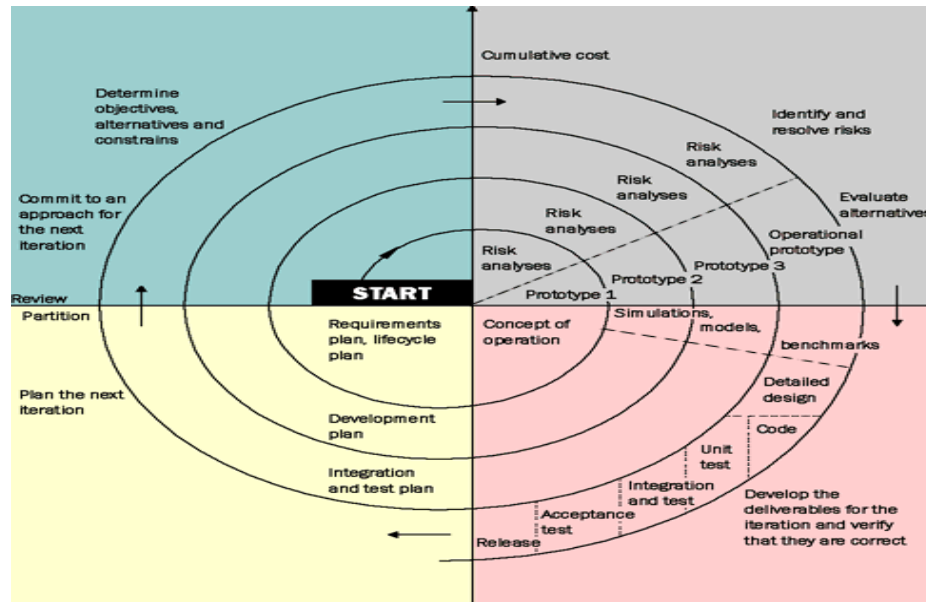 Cumulative cost
Determine
objectives,
alternatives and
constrains
Identify and
resolve risks
Commit to an
approach for
the next
iteration
Risk
analyses
Risk
analyses
Risk
analyses
Risk
analyses
Evaluate
alternatives
Operational
prototype
Prototype 3
Prototype 2
Prototype 1
START
Review
Partition
Requirements
plan, lifecycle
plan
Concept of
operation
Simulations,
models,
benchmarks
Plan the next
iteration
Development
plan
Integration
and test plan
Detailed
design
Code
Unit
test
Integration
and test
Acceptance
test
Release
Develop the
deliverables for the
iteration and verify
that they are correct